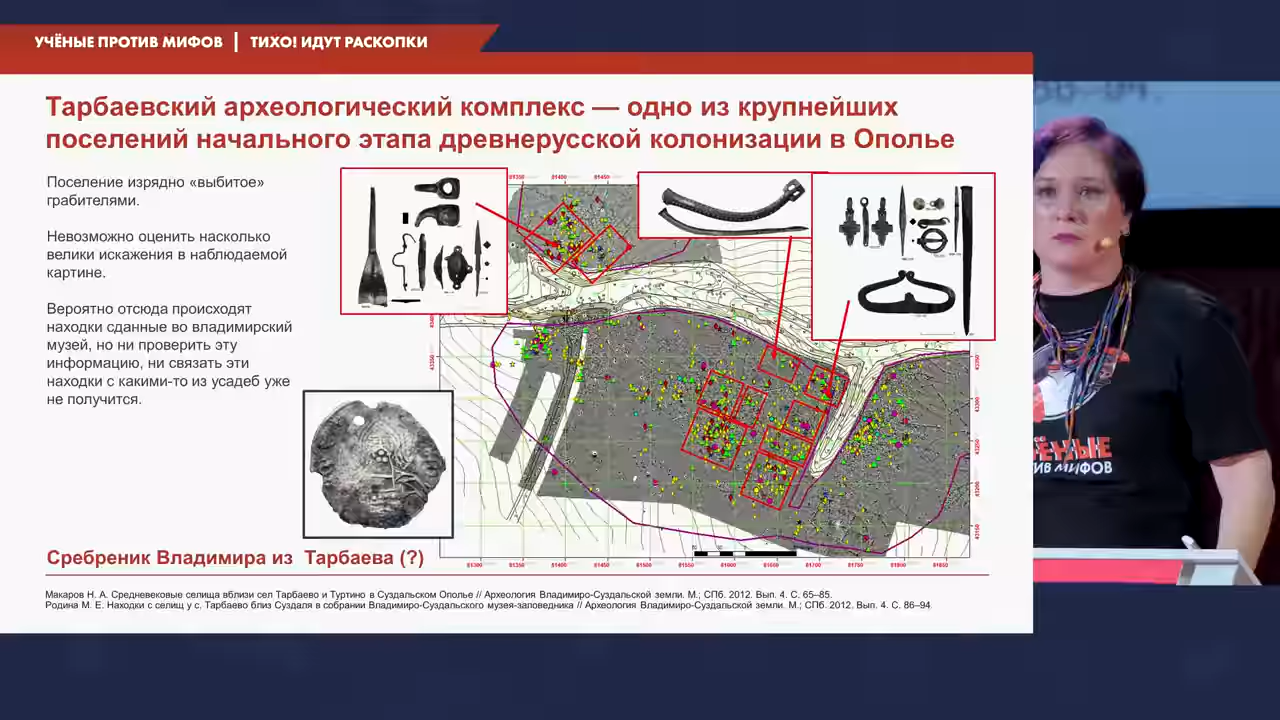 УЧЁНЫЕ ПРОТИВ МИФОВ | ТИХО! ИДУТ РАСКОПКИ
Тарбаевский археологический комплекс — одно из крупнейших
поселений начального этапа древнерусской колонизации в Ополье
Поселение изрядно «выбитое»
грабителями.
Невозможно оценить насколько
велики искажения в наблюдаемой
картине.
Вероятно отсюда происходят
находки сданные во владимирский
музей, но ни проверить эту
информацию, ни связать эти
находки с какими-то из усадеб уже
не получится.
Сребреник Владимира из Тарбаева (?)
Макаров Н. А. Средневековые селища вблизи сел Тарбаево и Туртино в Суздальском Ополье // Археология Владимиро-Суздальской земли. М.; СПб. 2012. Вып. 4. С. 65–85.
Родина М. Е. Находки с селищ у с. Тарбаево близ Суздаля в собрании Владимиро-Суздальского музея-заповедника // Археология Владимиро-Суздальской земли. М.; СПб. 2012. Вып. 4. С. 86–94
ИВ МИФОВ